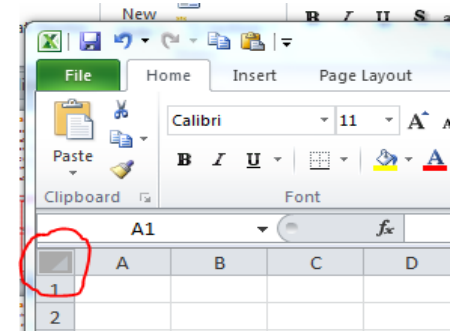 New
B I U S
File Home Insert Page Layout
Calibri 11 A A
Paste
B I U A
Clipboard Font
A1 fx
A B C D
1
2